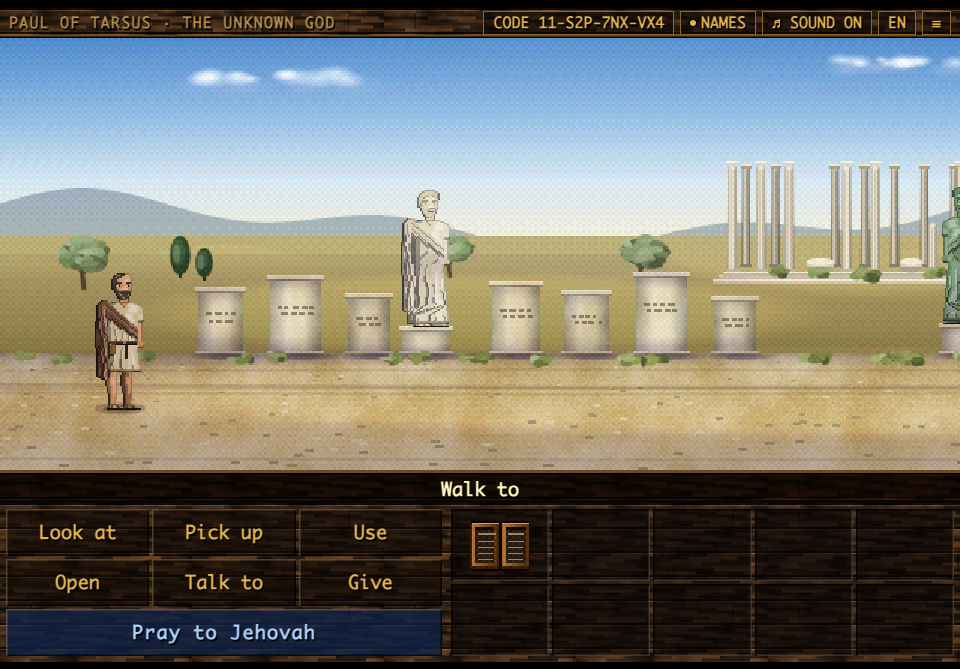 PAUL OF TARSUS · THE UNKNOWN GOD
CODE 11-S2P-7NX-VX4
● NAMES
♬ SOUND ON
EN
≡
Walk to
Look at
Pick up
Use
Open
Talk to
Give
Pray to Jehovah